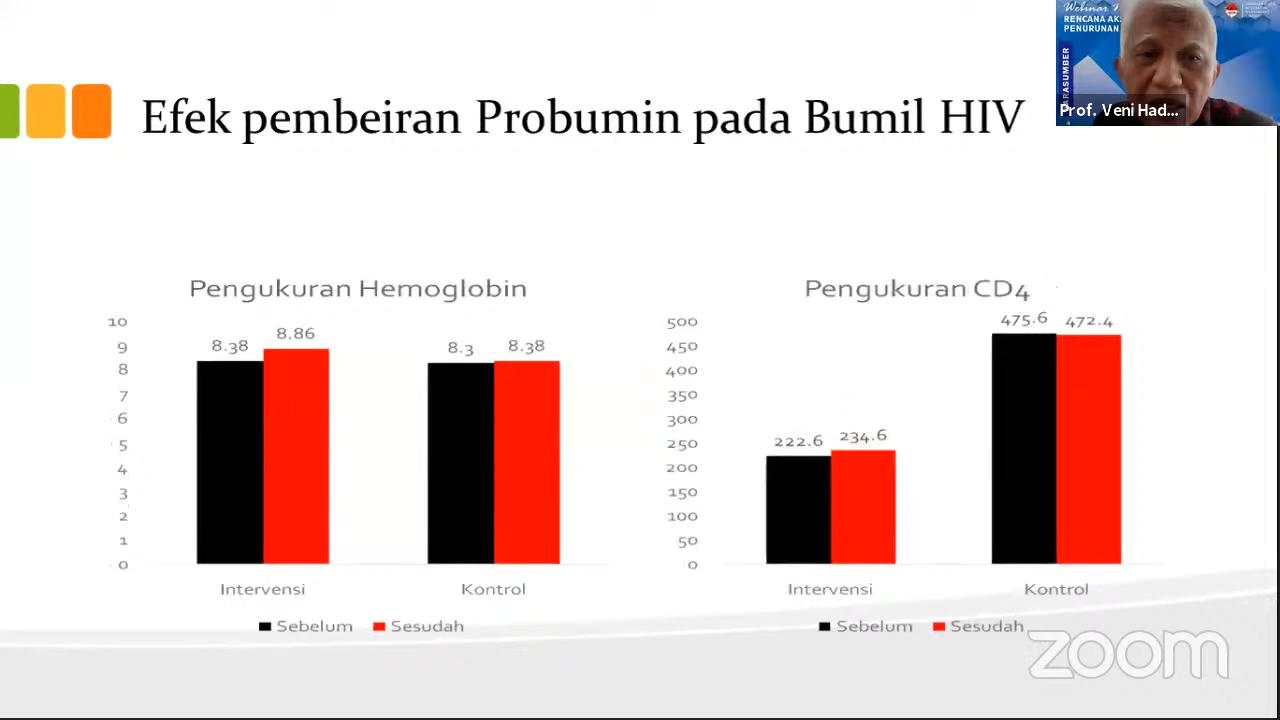 Webinar
RENCANA AK
PENURUNAN
ARASUMBER
Prof. Veni Had...
Efek pembeiran Probumin pada Bumil HIV
Pengukuran Hemoglobin
10
9
8
7
6
5
4
3
2
1
0
8.38
8.86
8.3
8.38
Intervensi
Kontrol
Sebelum
Sesudah
Pengukuran CD4
500
450
400
350
300
250
200
150
100
50
0
222.6
234.6
475.6
472.4
Intervensi
Kontrol
Sebelum
Sesudah
zoom